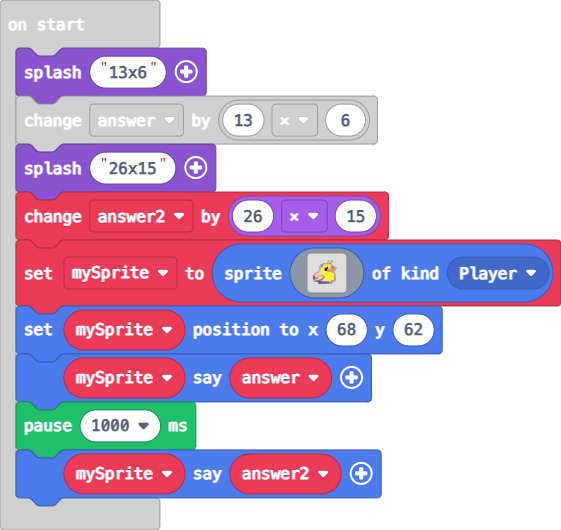 on start
splash "13x6"
change answer by 13 × 6
splash "26x15"
change answer2 by 26 × 15
set mySprite to sprite of kind Player
set mySprite position to x 68 y 62
mySprite say answer
pause 1000 ms
mySprite say answer2